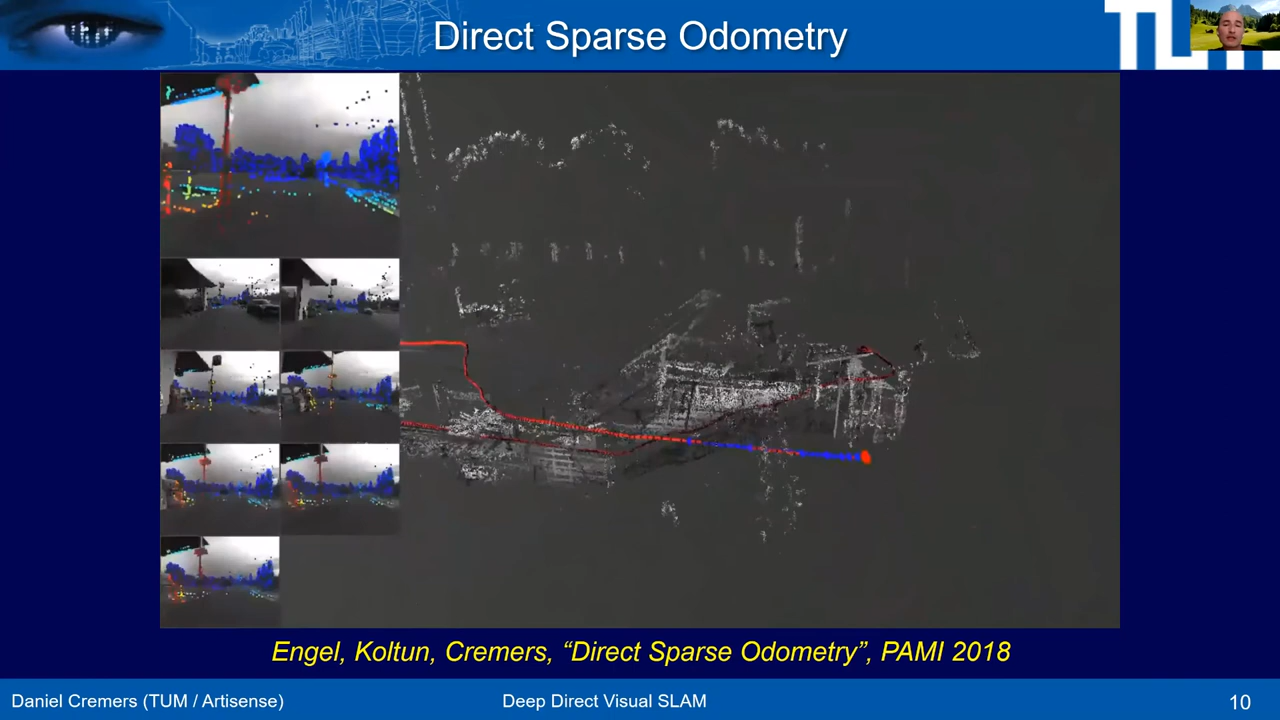 Direct Sparse Odometry
Engel, Koltun, Cremers, “Direct Sparse Odometry”, PAMI 2018
Daniel Cremers (TUM / Artisense)
Deep Direct Visual SLAM
10